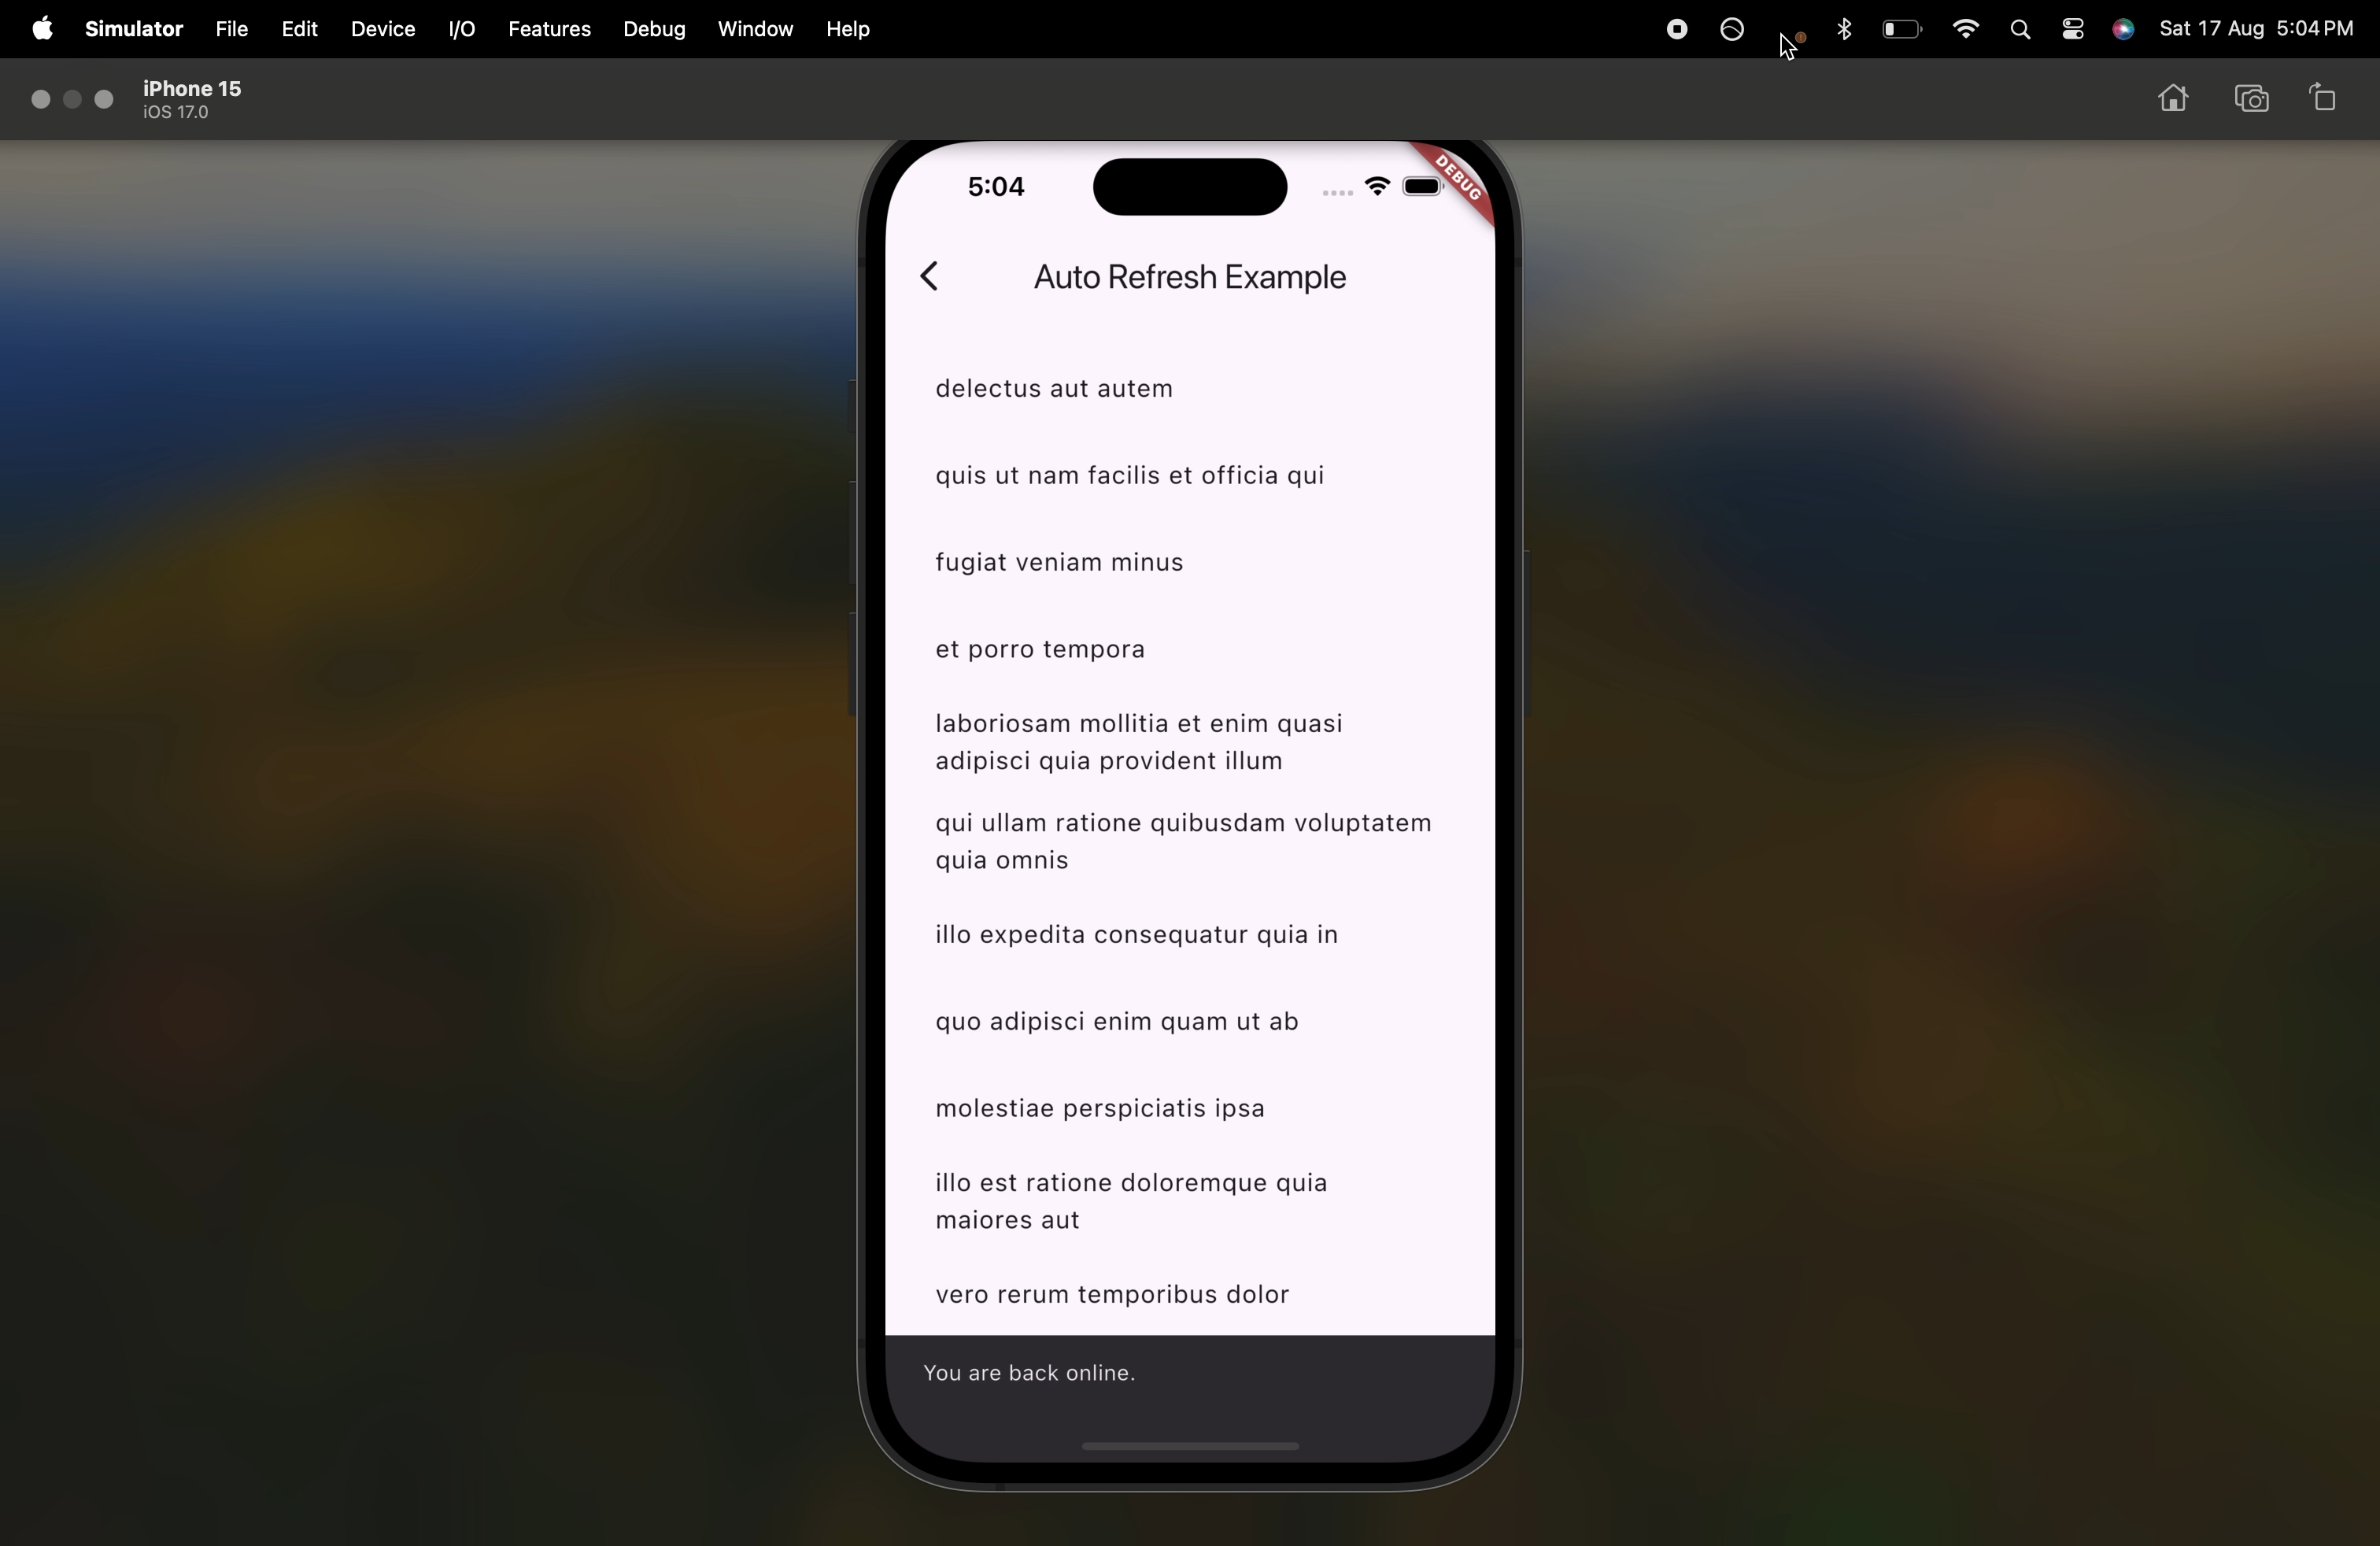 Simulator File Edit Device I/O Features Debug Window Help Sat 17 Aug 5:04 PM
iPhone 15
iOS 17.0
5:04
DEBUG
Auto Refresh Example
delectus aut autem
quis ut nam facilis et officia qui
fugiat veniam minus
et porro tempora
laboriosam mollitia et enim quasi
adipisci quia provident illum
qui ullam ratione quibusdam voluptatem
quia omnis
illo expedita consequatur quia in
quo adipisci enim quam ut ab
molestiae perspiciatis ipsa
illo est ratione doloremque quia
maiores aut
vero rerum temporibus dolor
You are back online.